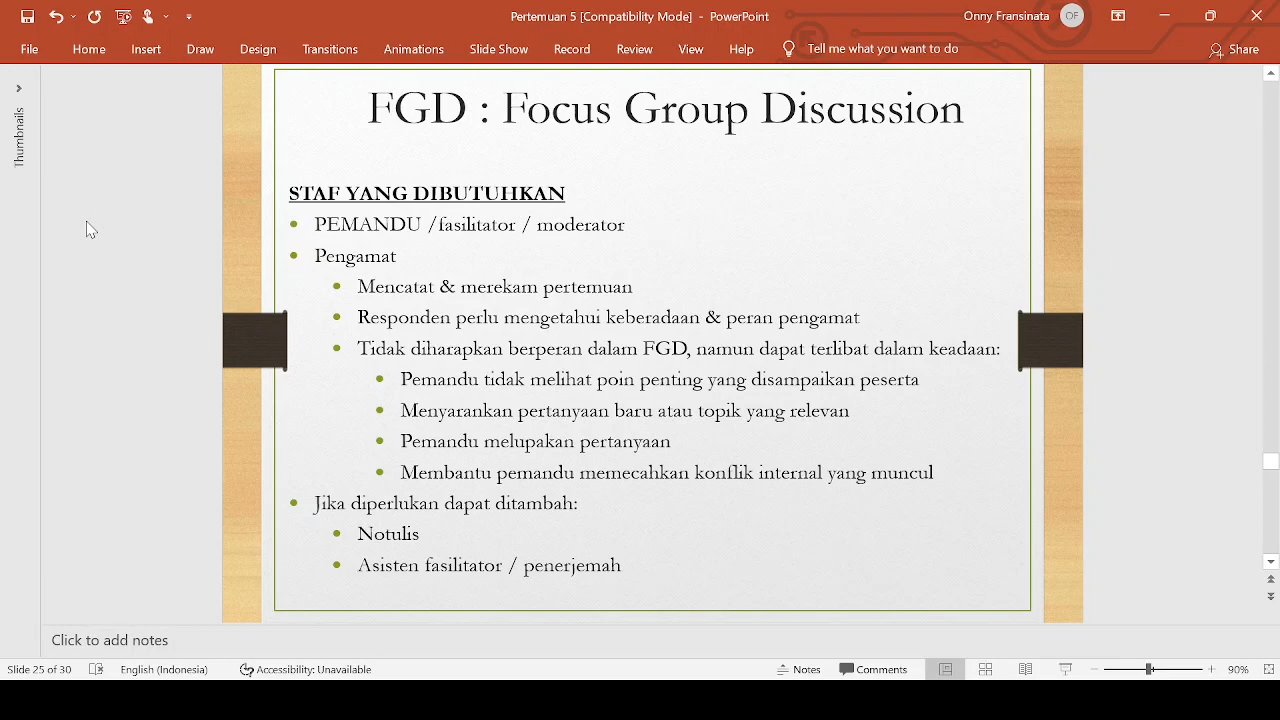 Pertemuan 5 [Compatibility Mode] - PowerPoint
Onny Fransinata
OF
File Home Insert Draw Design Transitions Animations Slide Show Record Review View Help Tell me what you want to do Share
Thumbnails
FGD : Focus Group Discussion
STAF YANG DIBUTUHKAN
• PEMANDU /fasilitator / moderator
• Pengamat
• Mencatat & merekam pertemuan
• Responden perlu mengetahui keberadaan & peran pengamat
• Tidak diharapkan berperan dalam FGD, namun dapat terlibat dalam keadaan:
• Pemandu tidak melihat poin penting yang disampaikan peserta
• Menyarankan pertanyaan baru atau topik yang relevan
• Pemandu melupakan pertanyaan
• Membantu pemandu memecahkan konflik internal yang muncul
• Jika diperlukan dapat ditambah:
• Notulis
• Asisten fasilitator / penerjemah
Click to add notes
Slide 25 of 30 English (Indonesia) Accessibility: Unavailable Notes Comments 90%